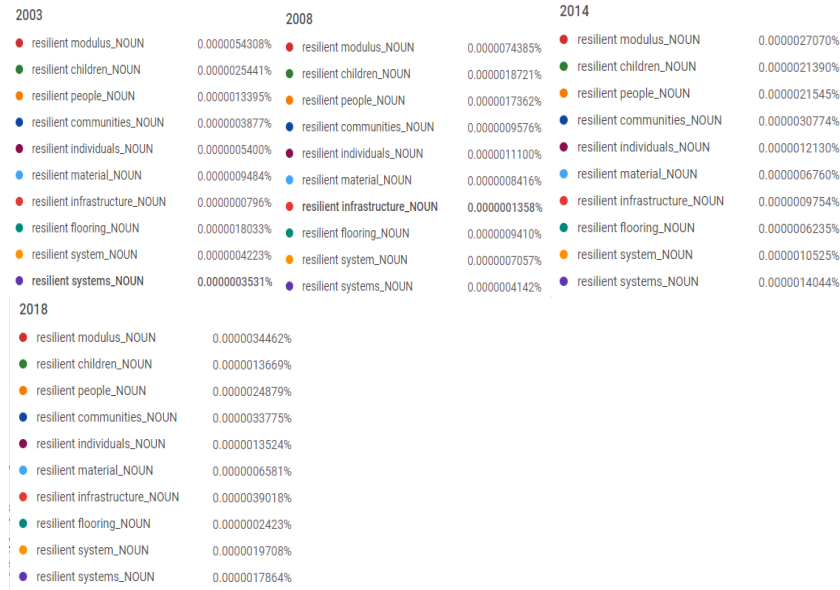 2003
resilient modulus_NOUN 0.0000054308%
resilient children_NOUN 0.0000025441%
resilient people_NOUN 0.0000013395%
resilient communities_NOUN 0.0000003877%
resilient individuals_NOUN 0.0000005400%
resilient material_NOUN 0.0000009484%
resilient infrastructure_NOUN 0.0000000796%
resilient flooring_NOUN 0.0000018033%
resilient system_NOUN 0.0000004223%
resilient systems_NOUN 0.0000003531%
2008
resilient modulus_NOUN 0.0000074385%
resilient children_NOUN 0.0000018721%
resilient people_NOUN 0.0000017362%
resilient communities_NOUN 0.0000009576%
resilient individuals_NOUN 0.0000011100%
resilient material_NOUN 0.0000008416%
resilient infrastructure_NOUN 0.0000001358%
resilient flooring_NOUN 0.0000009410%
resilient system_NOUN 0.0000007057%
resilient systems_NOUN 0.0000004142%
2014
resilient modulus_NOUN 0.0000027070%
resilient children_NOUN 0.0000021390%
resilient people_NOUN 0.0000021545%
resilient communities_NOUN 0.0000030774%
resilient individuals_NOUN 0.0000012130%
resilient material_NOUN 0.0000006760%
resilient infrastructure_NOUN 0.0000009754%
resilient flooring_NOUN 0.0000006235%
resilient system_NOUN 0.0000010525%
resilient systems_NOUN 0.0000014044%
2018
resilient modulus_NOUN 0.0000034462%
resilient children_NOUN 0.0000013669%
resilient people_NOUN 0.0000024879%
resilient communities_NOUN 0.0000033775%
resilient individuals_NOUN 0.0000013524%
resilient material_NOUN 0.0000006581%
resilient infrastructure_NOUN 0.0000039018%
resilient flooring_NOUN 0.0000002423%
resilient system_NOUN 0.0000019708%
resilient systems_NOUN 0.0000017864%